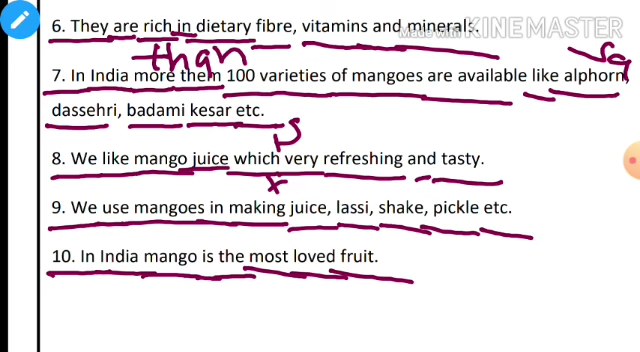 Made with KINE MASTER
6. They are rich in dietary fibre, vitamins and minerals.
than
sa
7. In India more them 100 varieties of mangoes are available like alphorn,
dassehri, badami kesar etc.
is
8. We like mango juice which very refreshing and tasty.
9. We use mangoes in making juice, lassi, shake, pickle etc.
10. In India mango is the most loved fruit.